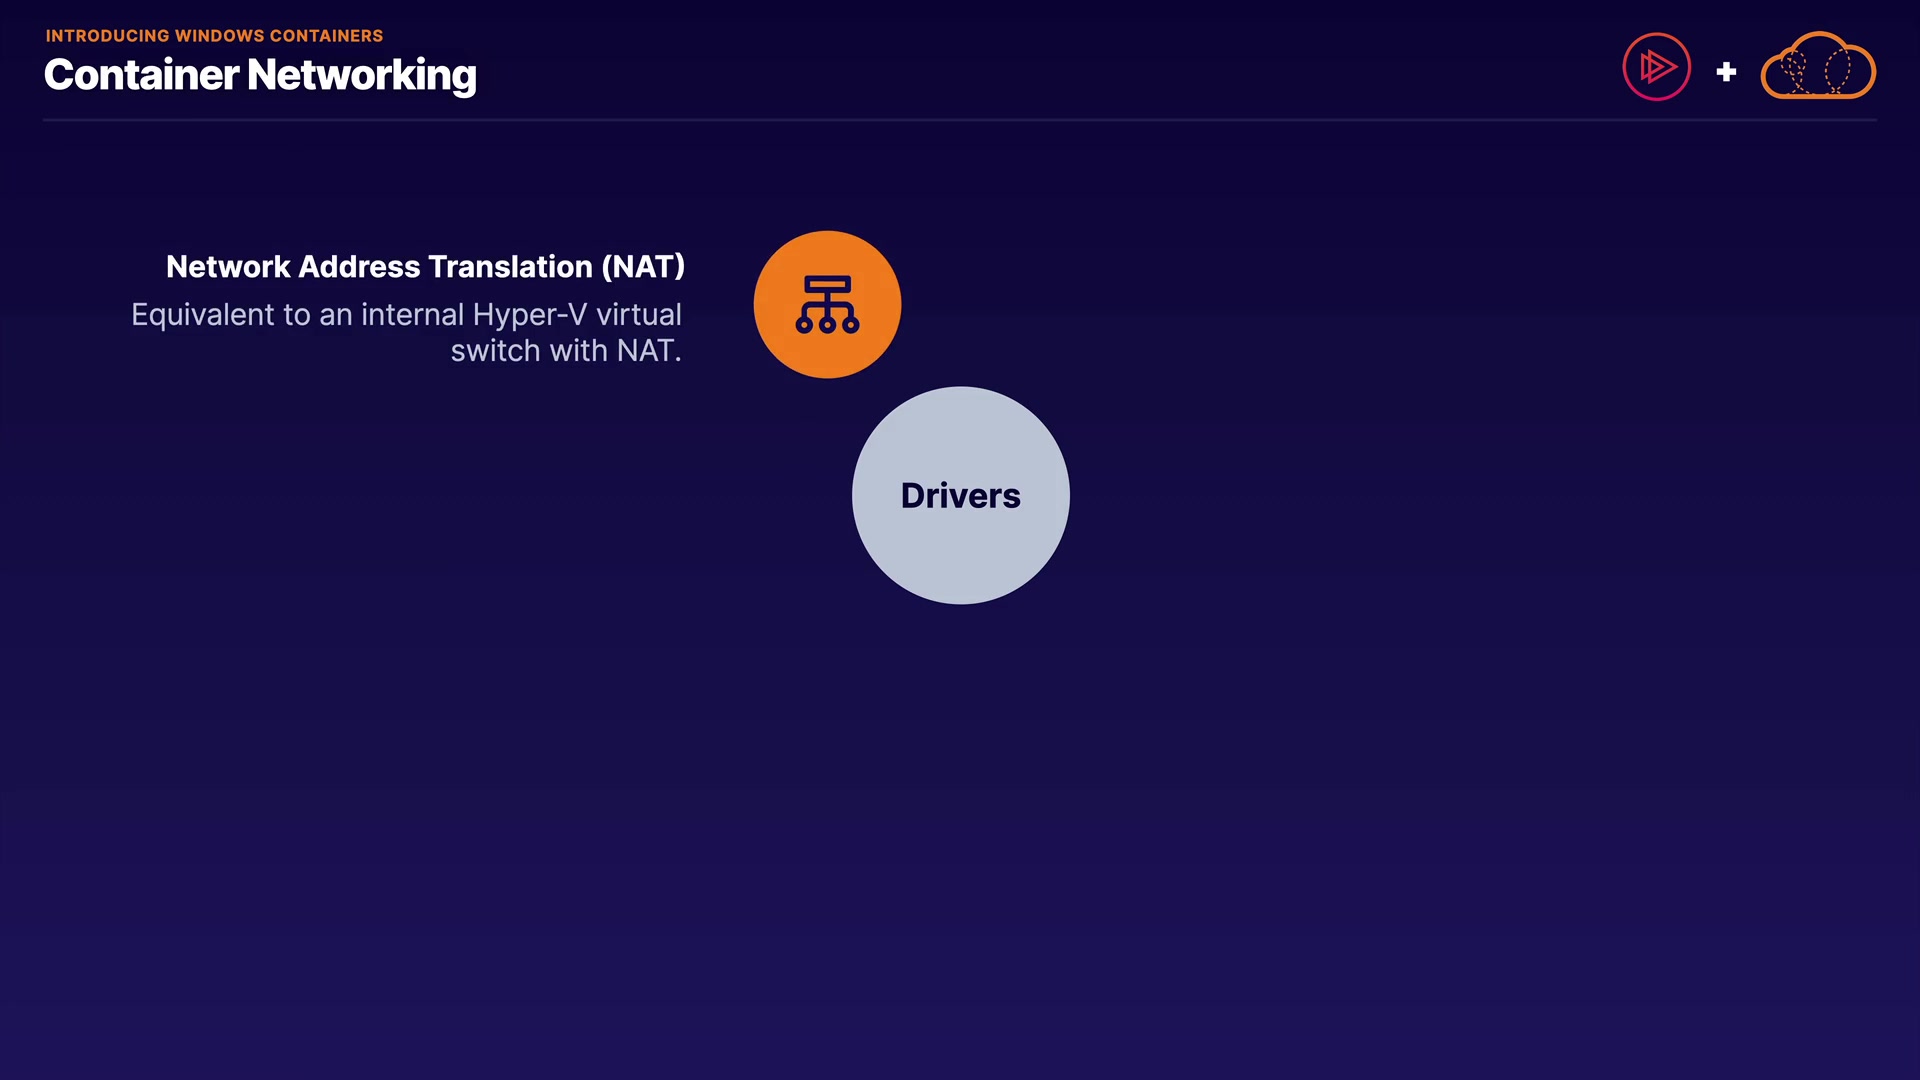 INTRODUCING WINDOWS CONTAINERS
Container Networking
Network Address Translation (NAT)
Equivalent to an internal Hyper-V virtual
switch with NAT.
Drivers